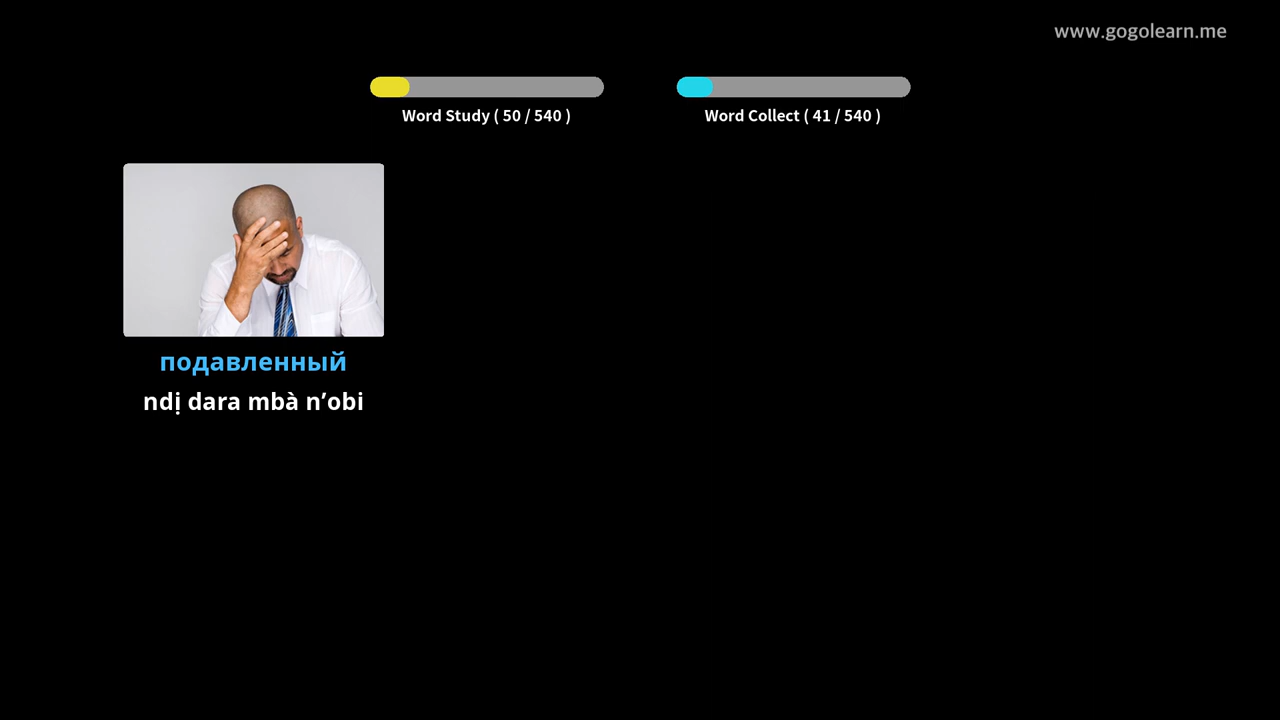 www.gogolearn.me
Word Study ( 50 / 540 )
Word Collect ( 41 / 540 )
подавленный
ndị dara mbà n’obi